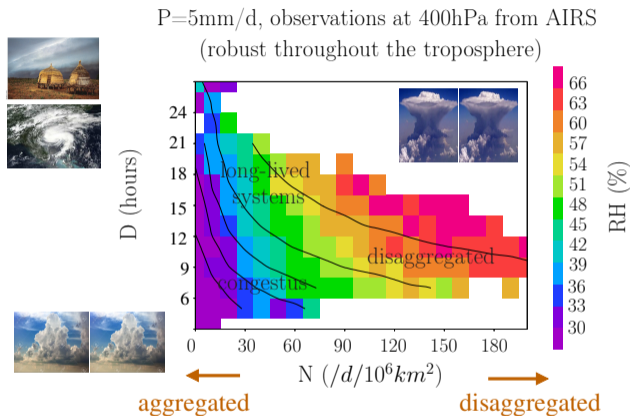 P=5mm/d, observations at 400hPa from AIRS
(robust throughout the troposphere)
D (hours)
24
21
18
15
12
9
6
long-lived
systems
disaggregated
congestus
0 30 60 90 120 150 180
N (/d/10⁶km²)
66
63
60
57
54
51
48
45
42
39
36
33
30
RH (%)
aggregated
disaggregated